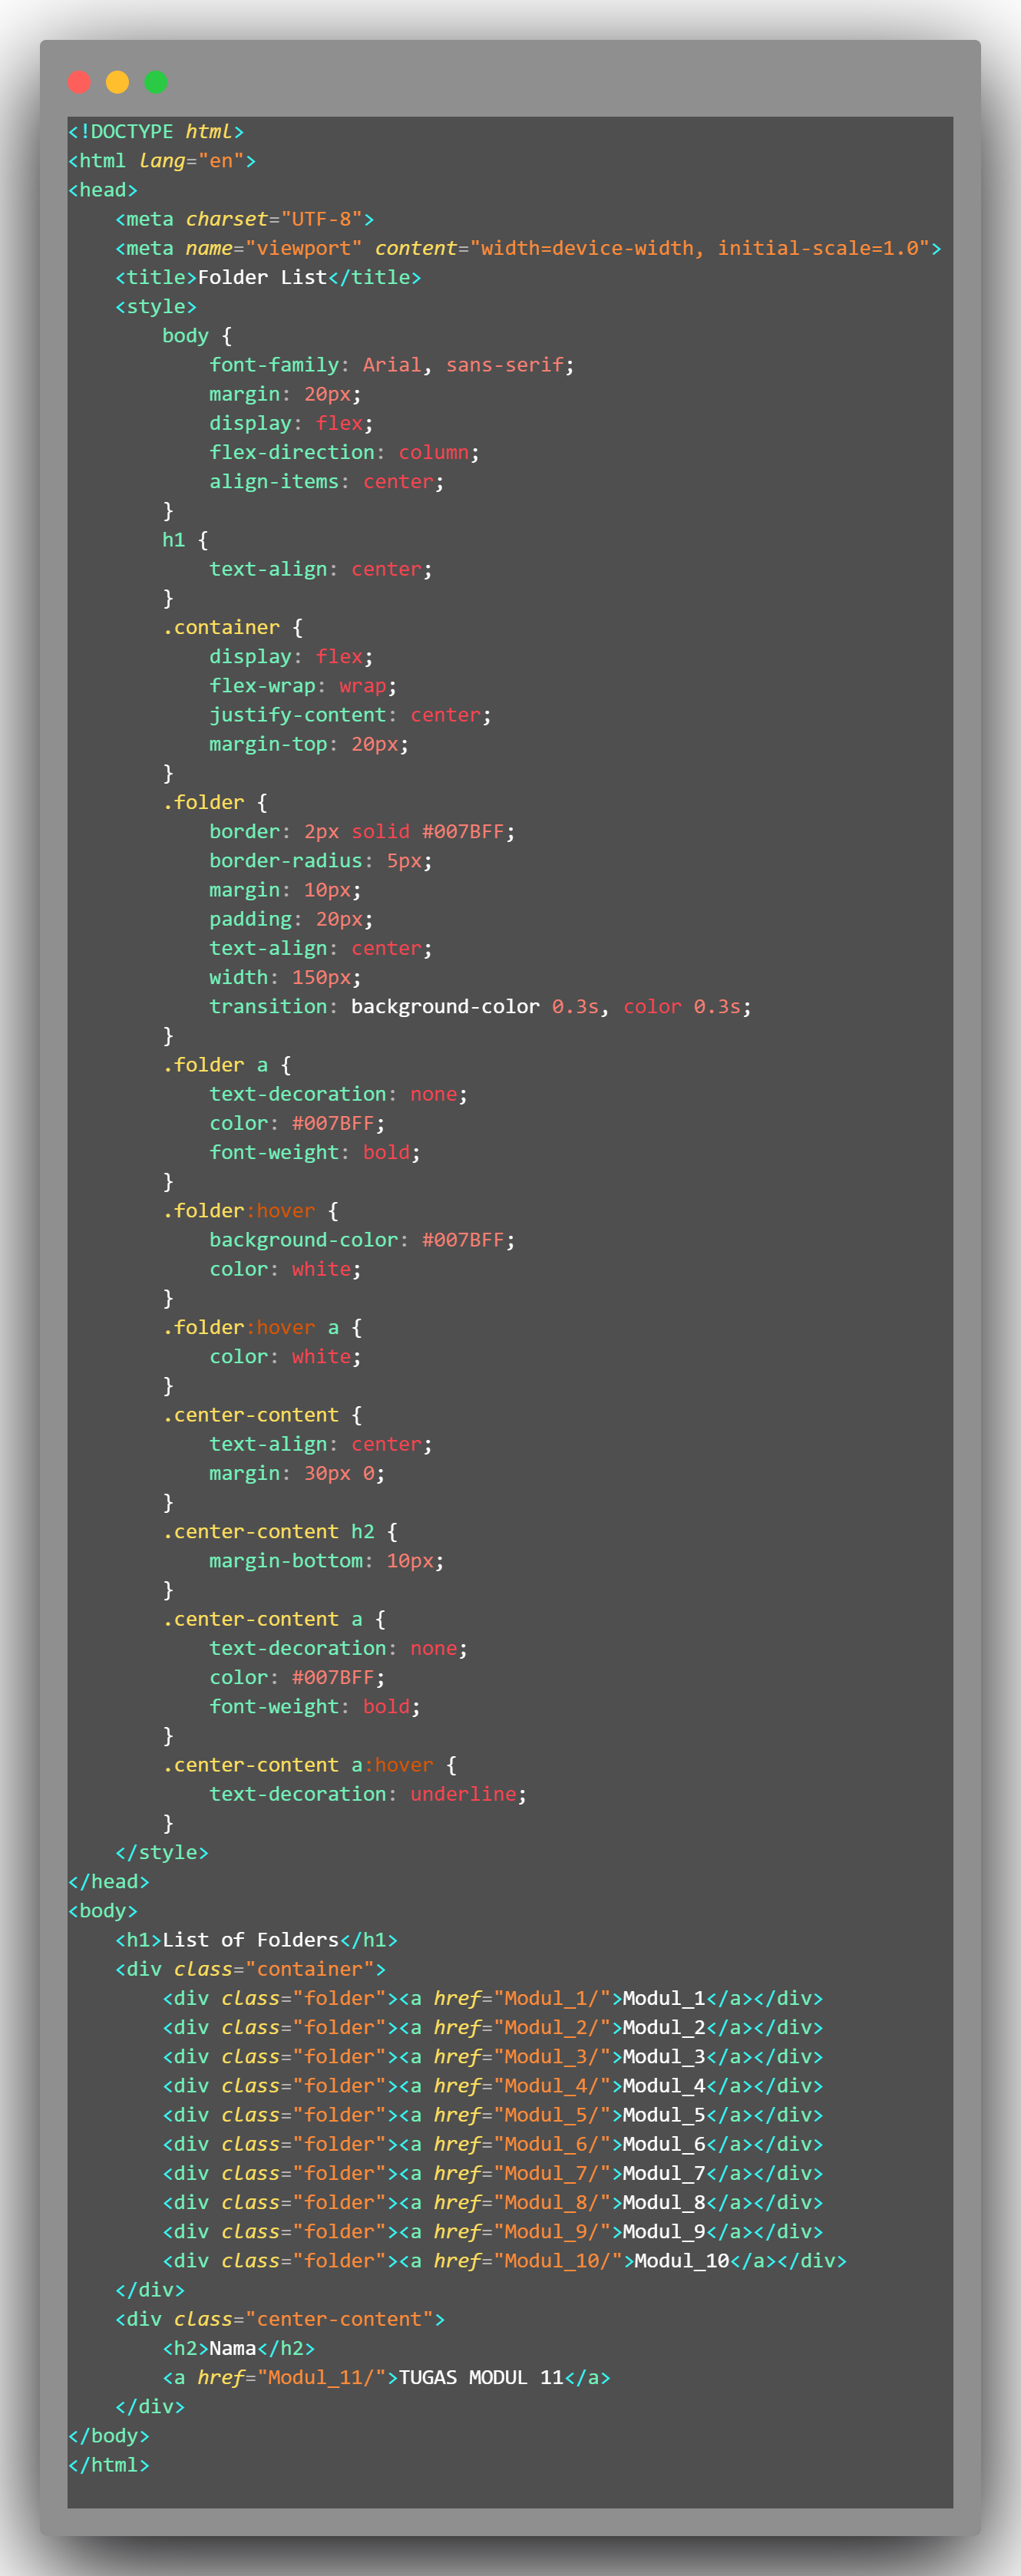 <!DOCTYPE html>
<html lang="en">
<head>
    <meta charset="UTF-8">
    <meta name="viewport" content="width=device-width, initial-scale=1.0">
    <title>Folder List</title>
    <style>
        body {
            font-family: Arial, sans-serif;
            margin: 20px;
            display: flex;
            flex-direction: column;
            align-items: center;
        }
        h1 {
            text-align: center;
        }
        .container {
            display: flex;
            flex-wrap: wrap;
            justify-content: center;
            margin-top: 20px;
        }
        .folder {
            border: 2px solid #007BFF;
            border-radius: 5px;
            margin: 10px;
            padding: 20px;
            text-align: center;
            width: 150px;
            transition: background-color 0.3s, color 0.3s;
        }
        .folder a {
            text-decoration: none;
            color: #007BFF;
            font-weight: bold;
        }
        .folder:hover {
            background-color: #007BFF;
            color: white;
        }
        .folder:hover a {
            color: white;
        }
        .center-content {
            text-align: center;
            margin: 30px 0;
        }
        .center-content h2 {
            margin-bottom: 10px;
        }
        .center-content a {
            text-decoration: none;
            color: #007BFF;
            font-weight: bold;
        }
        .center-content a:hover {
            text-decoration: underline;
        }
    </style>
</head>
<body>
    <h1>List of Folders</h1>
    <div class="container">
        <div class="folder"><a href="Modul_1/">Modul_1</a></div>
        <div class="folder"><a href="Modul_2/">Modul_2</a></div>
        <div class="folder"><a href="Modul_3/">Modul_3</a></div>
        <div class="folder"><a href="Modul_4/">Modul_4</a></div>
        <div class="folder"><a href="Modul_5/">Modul_5</a></div>
        <div class="folder"><a href="Modul_6/">Modul_6</a></div>
        <div class="folder"><a href="Modul_7/">Modul_7</a></div>
        <div class="folder"><a href="Modul_8/">Modul_8</a></div>
        <div class="folder"><a href="Modul_9/">Modul_9</a></div>
        <div class="folder"><a href="Modul_10/">Modul_10</a></div>
    </div>
    <div class="center-content">
        <h2>Nama</h2>
        <a href="Modul_11/">TUGAS MODUL 11</a>
    </div>
</body>
</html>